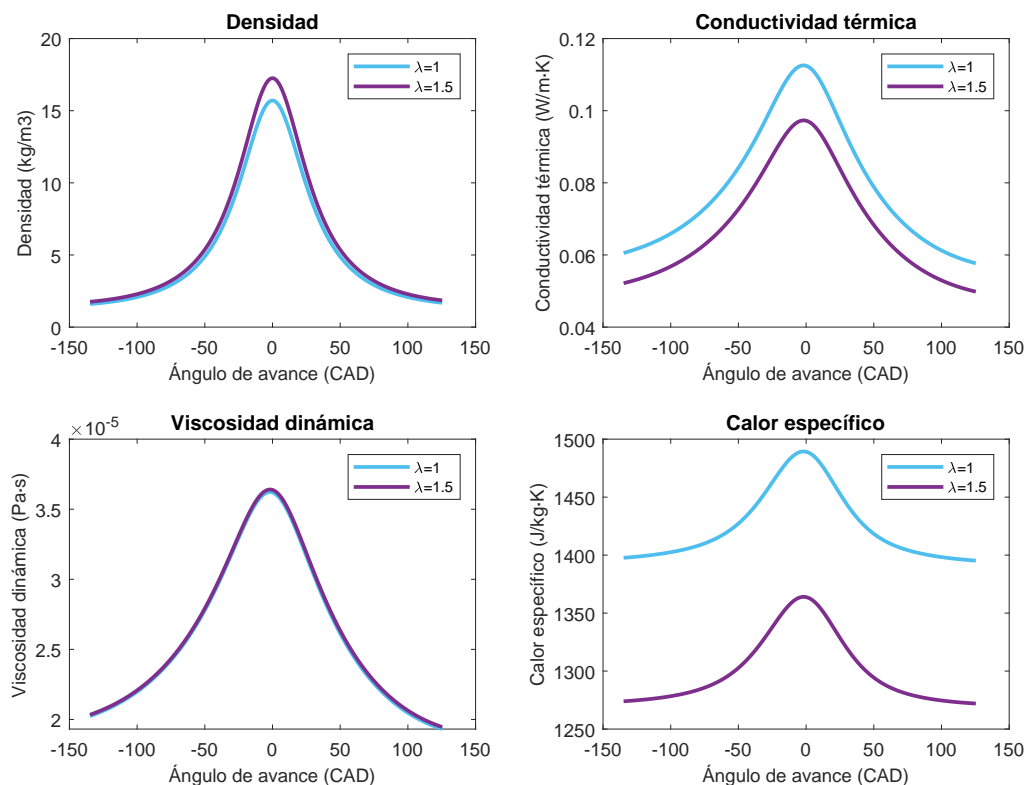 Densidad
20
15
10
5
0
-150 -100 -50 0 50 100 150
Densidad (kg/m3)
Ángulo de avance (CAD)
λ=1
λ=1.5
Conductividad térmica
0.12
0.1
0.08
0.06
0.04
-150 -100 -50 0 50 100 150
Conductividad térmica (W/m·K)
Ángulo de avance (CAD)
λ=1
λ=1.5
Viscosidad dinámica
×10-5
4
3.5
3
2.5
2
-150 -100 -50 0 50 100 150
Viscosidad dinámica (Pa·s)
Ángulo de avance (CAD)
λ=1
λ=1.5
Calor específico
1500
1450
1400
1350
1300
1250
-150 -100 -50 0 50 100 150
Calor específico (J/kg·K)
Ángulo de avance (CAD)
λ=1
λ=1.5